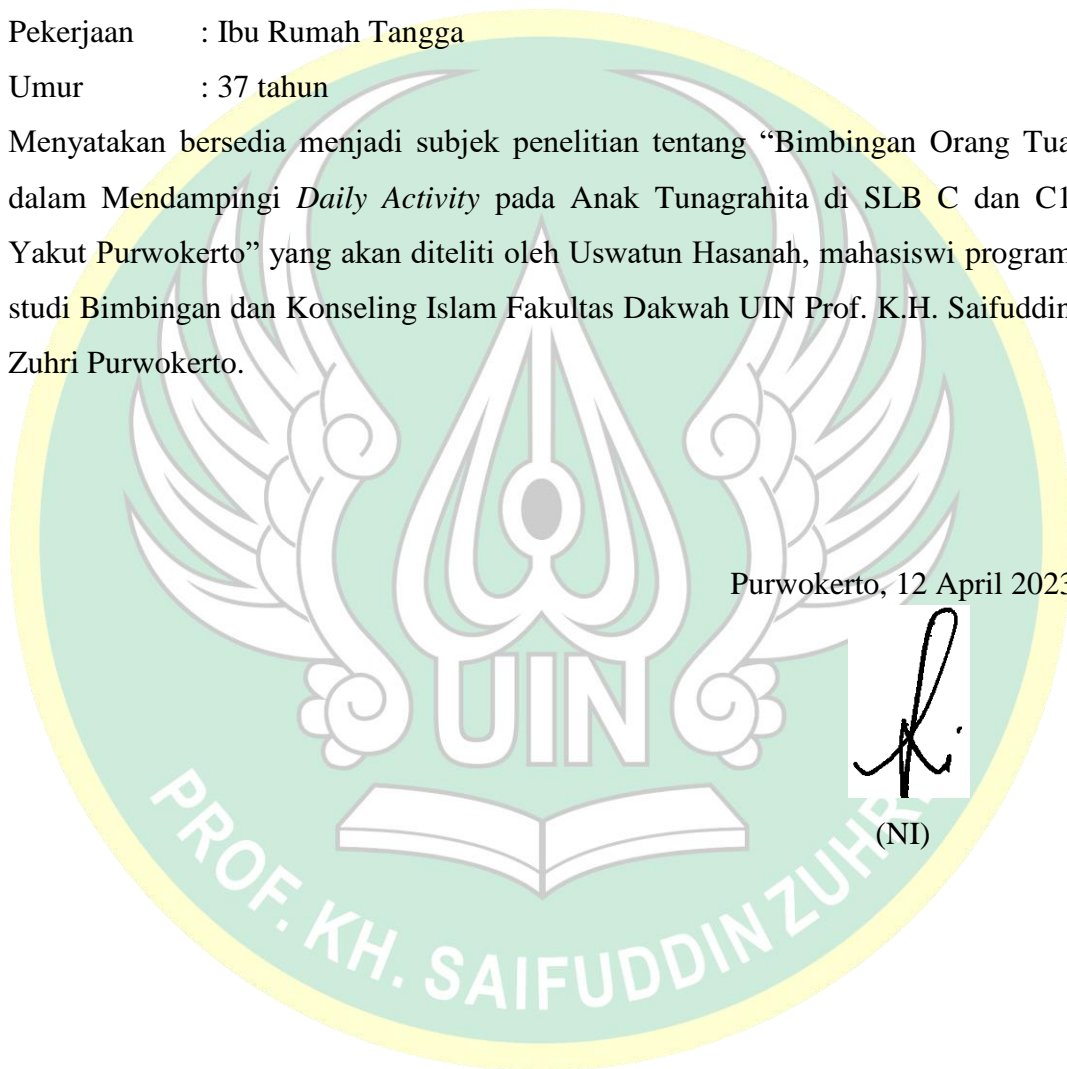 Pekerjaan : Ibu Rumah Tangga
Umur : 37 tahun
Menyatakan bersedia menjadi subjek penelitian tentang “Bimbingan Orang Tua
dalam Mendampingi Daily Activity pada Anak Tunagrahita di SLB C dan C1
Yakut Purwokerto” yang akan diteliti oleh Uswatun Hasanah, mahasiswi program
studi Bimbingan dan Konseling Islam Fakultas Dakwah UIN Prof. K.H. Saifuddin
Zuhri Purwokerto.
Purwokerto, 12 April 2023
(NI)
UIN
PROF. KH. SAIFUDDIN ZUHRI